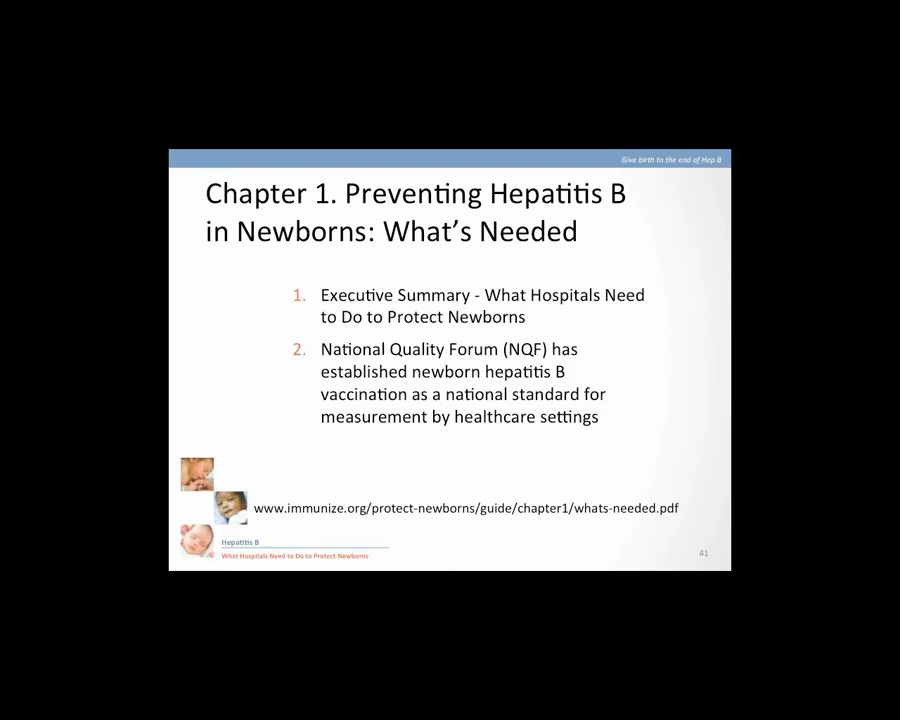 Give birth to the end of Hep B
Chapter 1. Preventing Hepatitis B
in Newborns: What's Needed
1. Executive Summary - What Hospitals Need
to Do to Protect Newborns
2. National Quality Forum (NQF) has
established newborn hepatitis B
vaccination as a national standard for
measurement by healthcare settings
www.immunize.org/protect-newborns/guide/chapter1/whats-needed.pdf
Hepatitis B
What Hospitals Need to Do to Protect Newborns
41